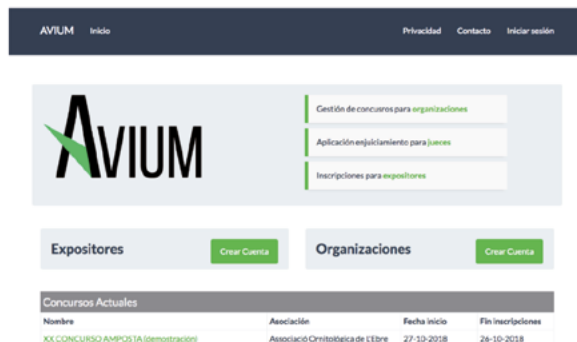 AVIUM Inicio Privacidad Contacto Iniciar sesión
AVIUM
Gestión de concusros para organizaciones
Aplicación enjuiciamiento para jueces
Inscripciones para expositores
Expositores Crear Cuenta Organizaciones Crear Cuenta
Concursos Actuales
Nombre Asociación Fecha inicio Fin inscripciones
XX CONCURSO AMPOSTA (demostración) Associació Ornitológica de L'Ebre 27-10-2018 26-10-2018